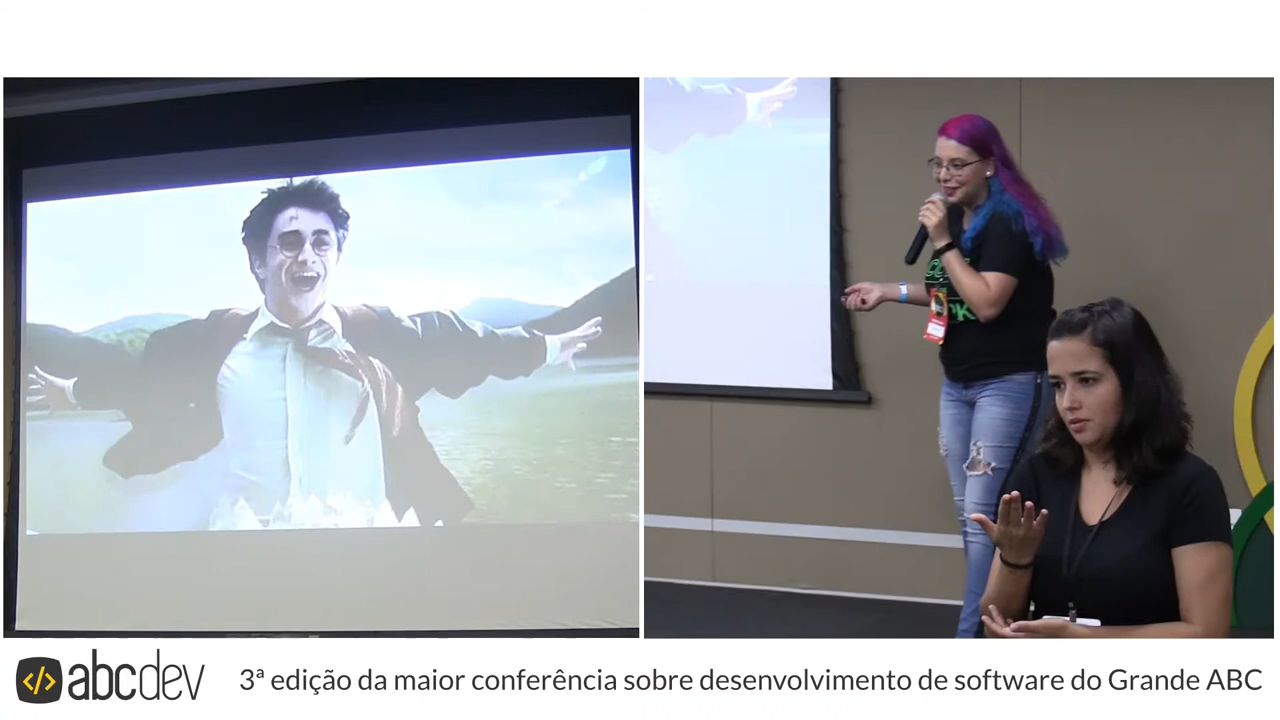 </> abcdev
3ª edição da maior conferência sobre desenvolvimento de software do Grande ABC